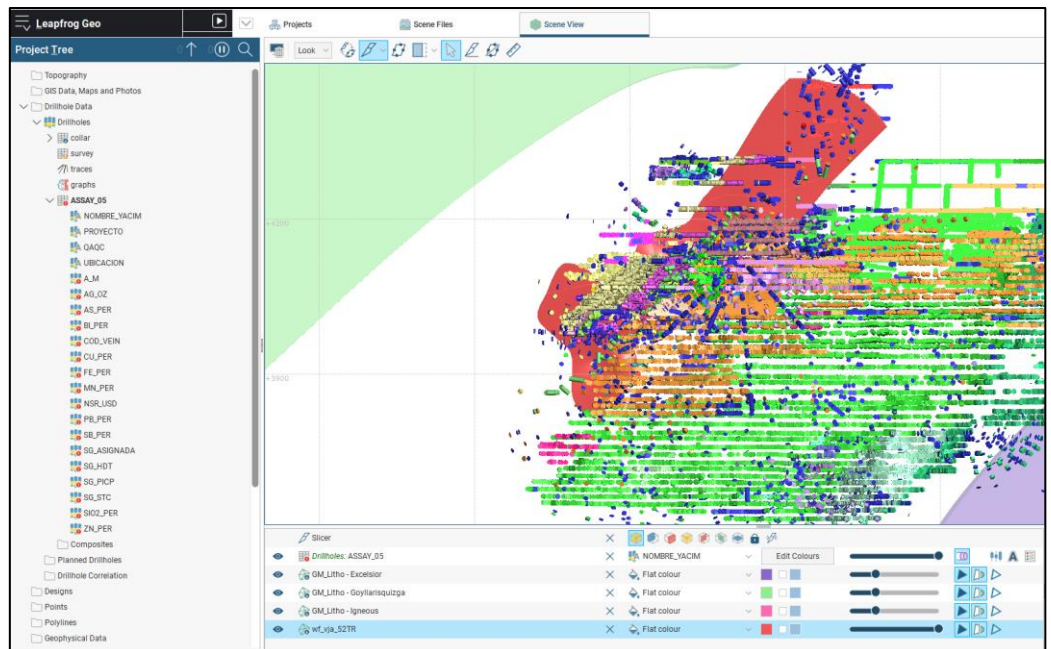 Leapfrog Geo
Projects
Scene Files
Scene View
Project Tree
Look
Topography
GIS Data, Maps and Photos
Drillhole Data
Drillholes
collar
survey
traces
graphs
ASSAY_05
NOMBRE_YACIM
PROYECTO
QAQC
UBICACION
A_M
AG_OZ
AS_PER
BI_PER
COD_VEIN
CU_PER
FE_PER
MN_PER
NSR_USD
PB_PER
SB_PER
SG_ASIGNADA
SG_HDT
SG_PICP
SG_STC
SIO2_PER
ZN_PER
Composites
Planned Drillholes
Drillhole Correlation
Designs
Points
Polylines
Geophysical Data
+4200
+3900
Slicer
Drillholes: ASSAY_05 NOMBRE_YACIM Edit Colours A
GM_Litho - Excelsior Flat colour
GM_Litho - Goyllarisquizga Flat colour
GM_Litho - Igneous Flat colour
wf_vja_52TR Flat colour